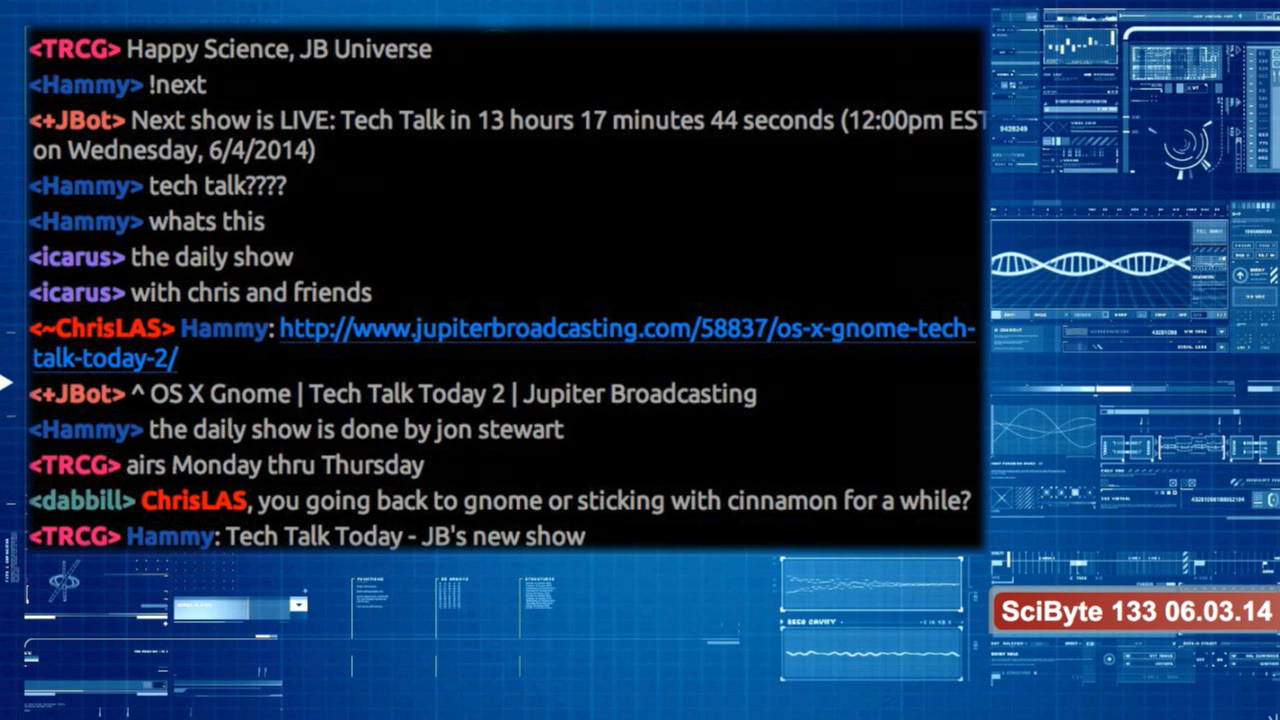 <TRCG> Happy Science, JB Universe
<Hammy> !next
<+JBot> Next show is LIVE: Tech Talk in 13 hours 17 minutes 44 seconds (12:00pm EST
on Wednesday, 6/4/2014)
<Hammy> tech talk????
<Hammy> whats this
<icarus> the daily show
<icarus> with chris and friends
<~ChrisLAS> Hammy: http://www.jupiterbroadcasting.com/58837/os-x-gnome-tech-
talk-today-2/
<+JBot> ^ OS X Gnome | Tech Talk Today 2 | Jupiter Broadcasting
<Hammy> the daily show is done by jon stewart
<TRCG> airs Monday thru Thursday
<dabbill> ChrisLAS, you going back to gnome or sticking with cinnamon for a while?
<TRCG> Hammy: Tech Talk Today - JB's new show
9428249
SciByte 133 06.03.14